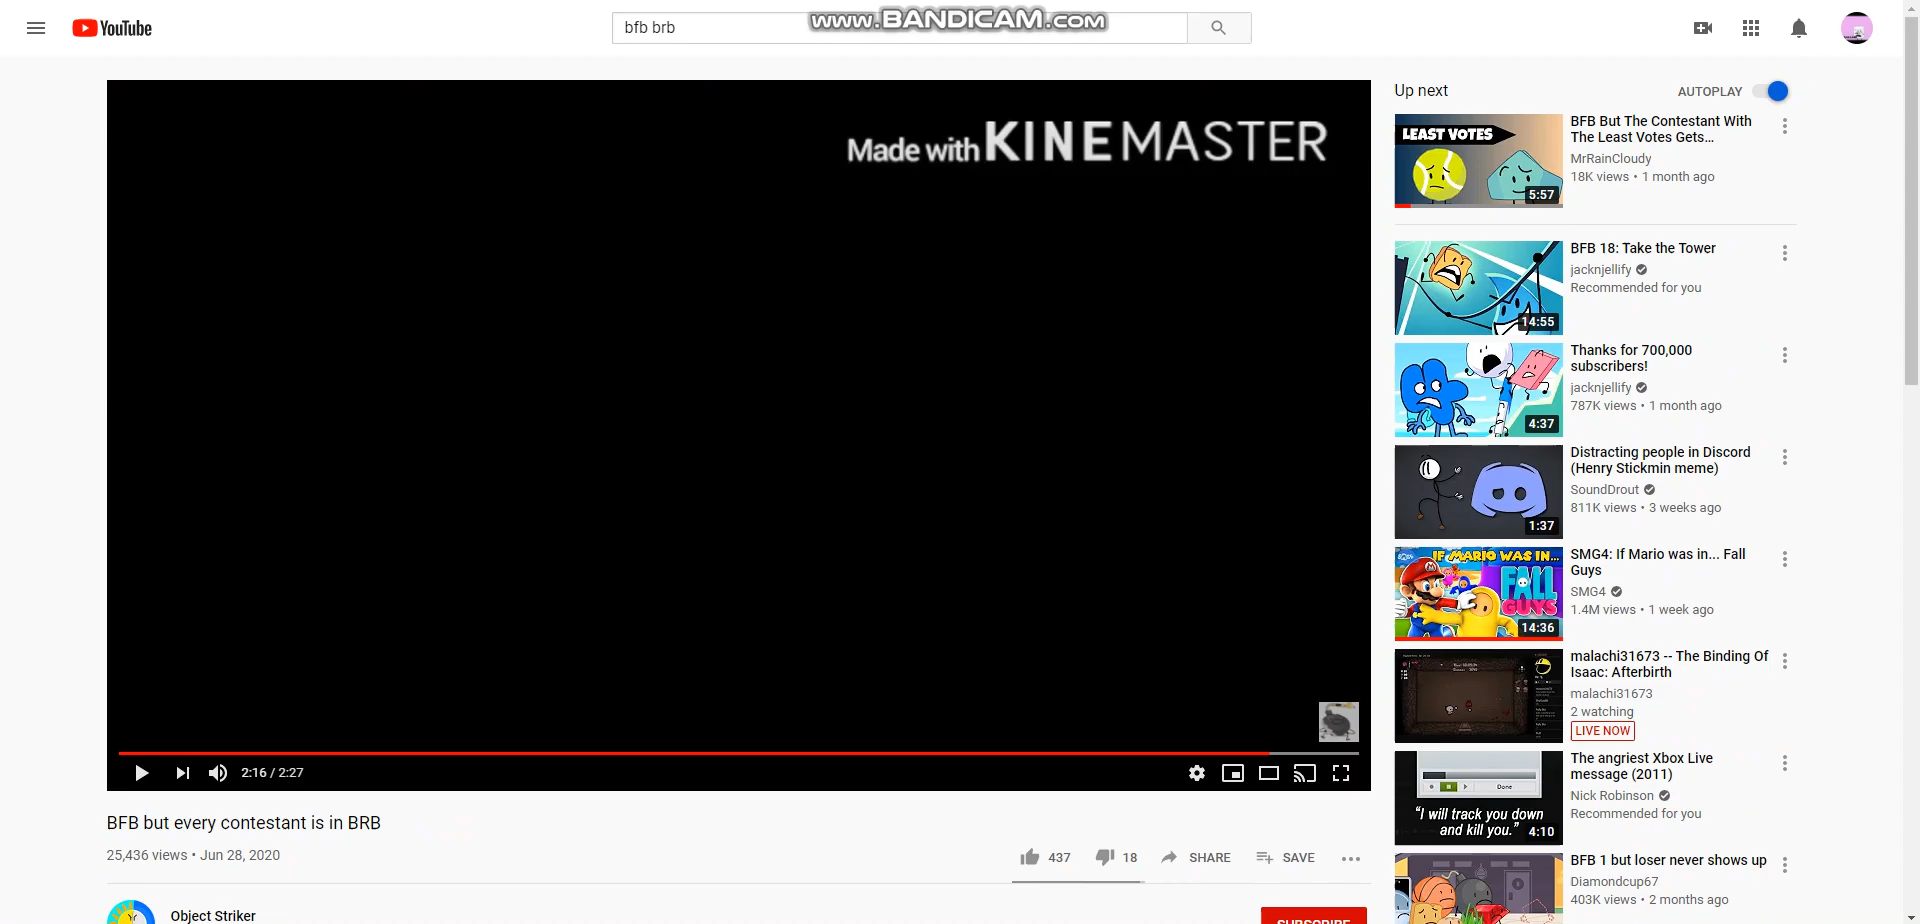 YouTube
bfb brb
www.BANDICAM.com
Made with KINEMASTER
2:16 / 2:27
BFB but every contestant is in BRB
25,436 views • Jun 28, 2020
437
18
SHARE
SAVE
Object Striker
SUBSCRIBE
Up next
AUTOPLAY
LEAST VOTES
5:57
BFB But The Contestant With
The Least Votes Gets...
MrRainCloudy
18K views • 1 month ago
14:55
BFB 18: Take the Tower
jacknjellify
Recommended for you
4:37
Thanks for 700,000
subscribers!
jacknjellify
787K views • 1 month ago
1:37
Distracting people in Discord
(Henry Stickmin meme)
SoundDrout
811K views • 3 weeks ago
IF MARIO WAS IN...
FALL
GUYS
14:36
SMG4: If Mario was in... Fall
Guys
SMG4
1.4M views • 1 week ago
malachi31673 -- The Binding Of
Isaac: Afterbirth
malachi31673
2 watching
LIVE NOW
Done
"I will track you down
and kill you."
4:10
The angriest Xbox Live
message (2011)
Nick Robinson
Recommended for you
BFB 1 but loser never shows up
Diamondcup67
403K views • 2 months ago